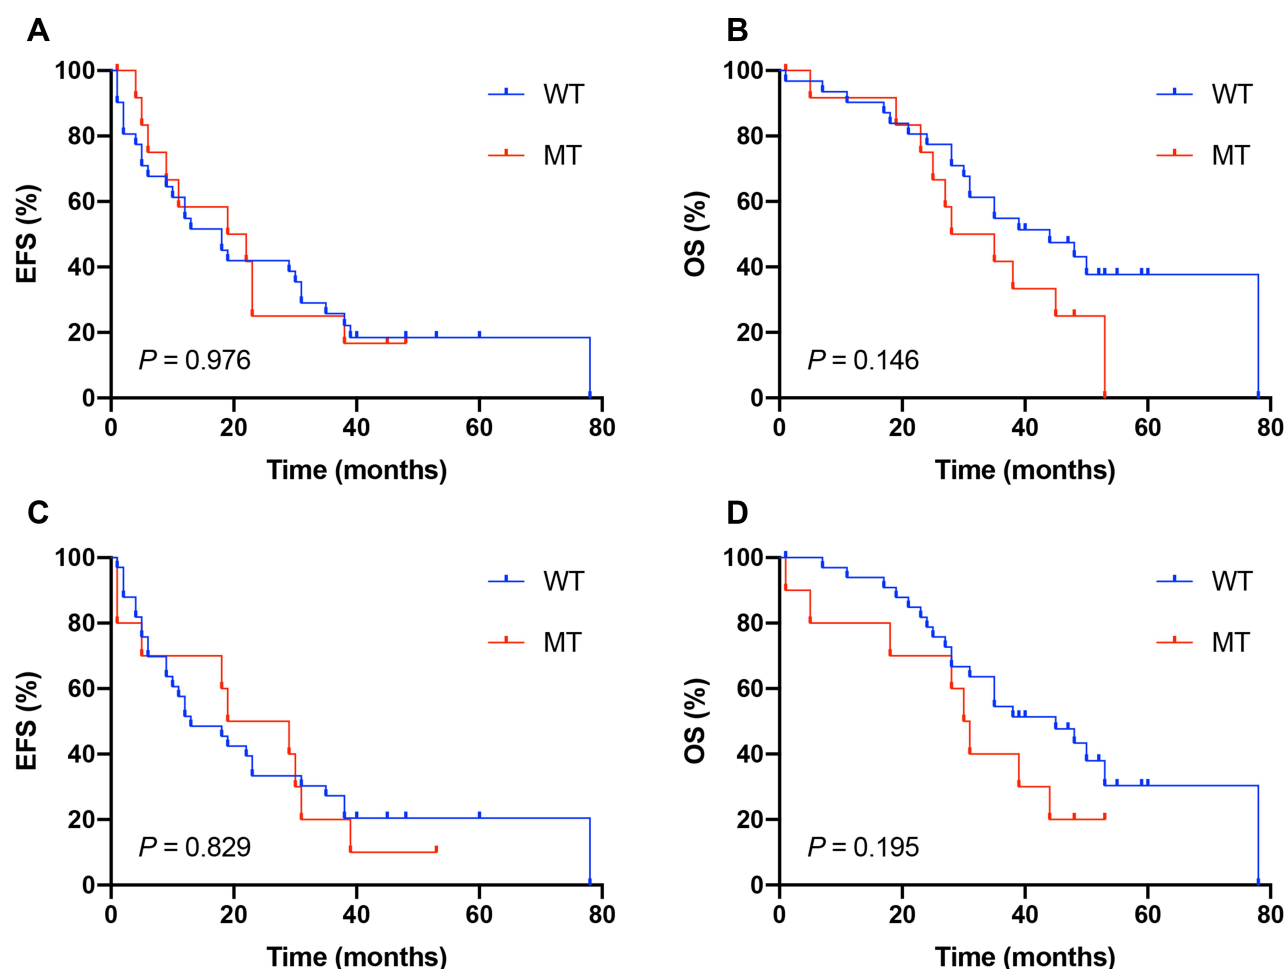 A
EFS (%)
100
80
60
40
20
0
0 20 40 60 80
Time (months)
WT
MT
P = 0.976
B
OS (%)
100
80
60
40
20
0
0 20 40 60 80
Time (months)
WT
MT
P = 0.146
C
EFS (%)
100
80
60
40
20
0
0 20 40 60 80
Time (months)
WT
MT
P = 0.829
D
OS (%)
100
80
60
40
20
0
0 20 40 60 80
Time (months)
WT
MT
P = 0.195